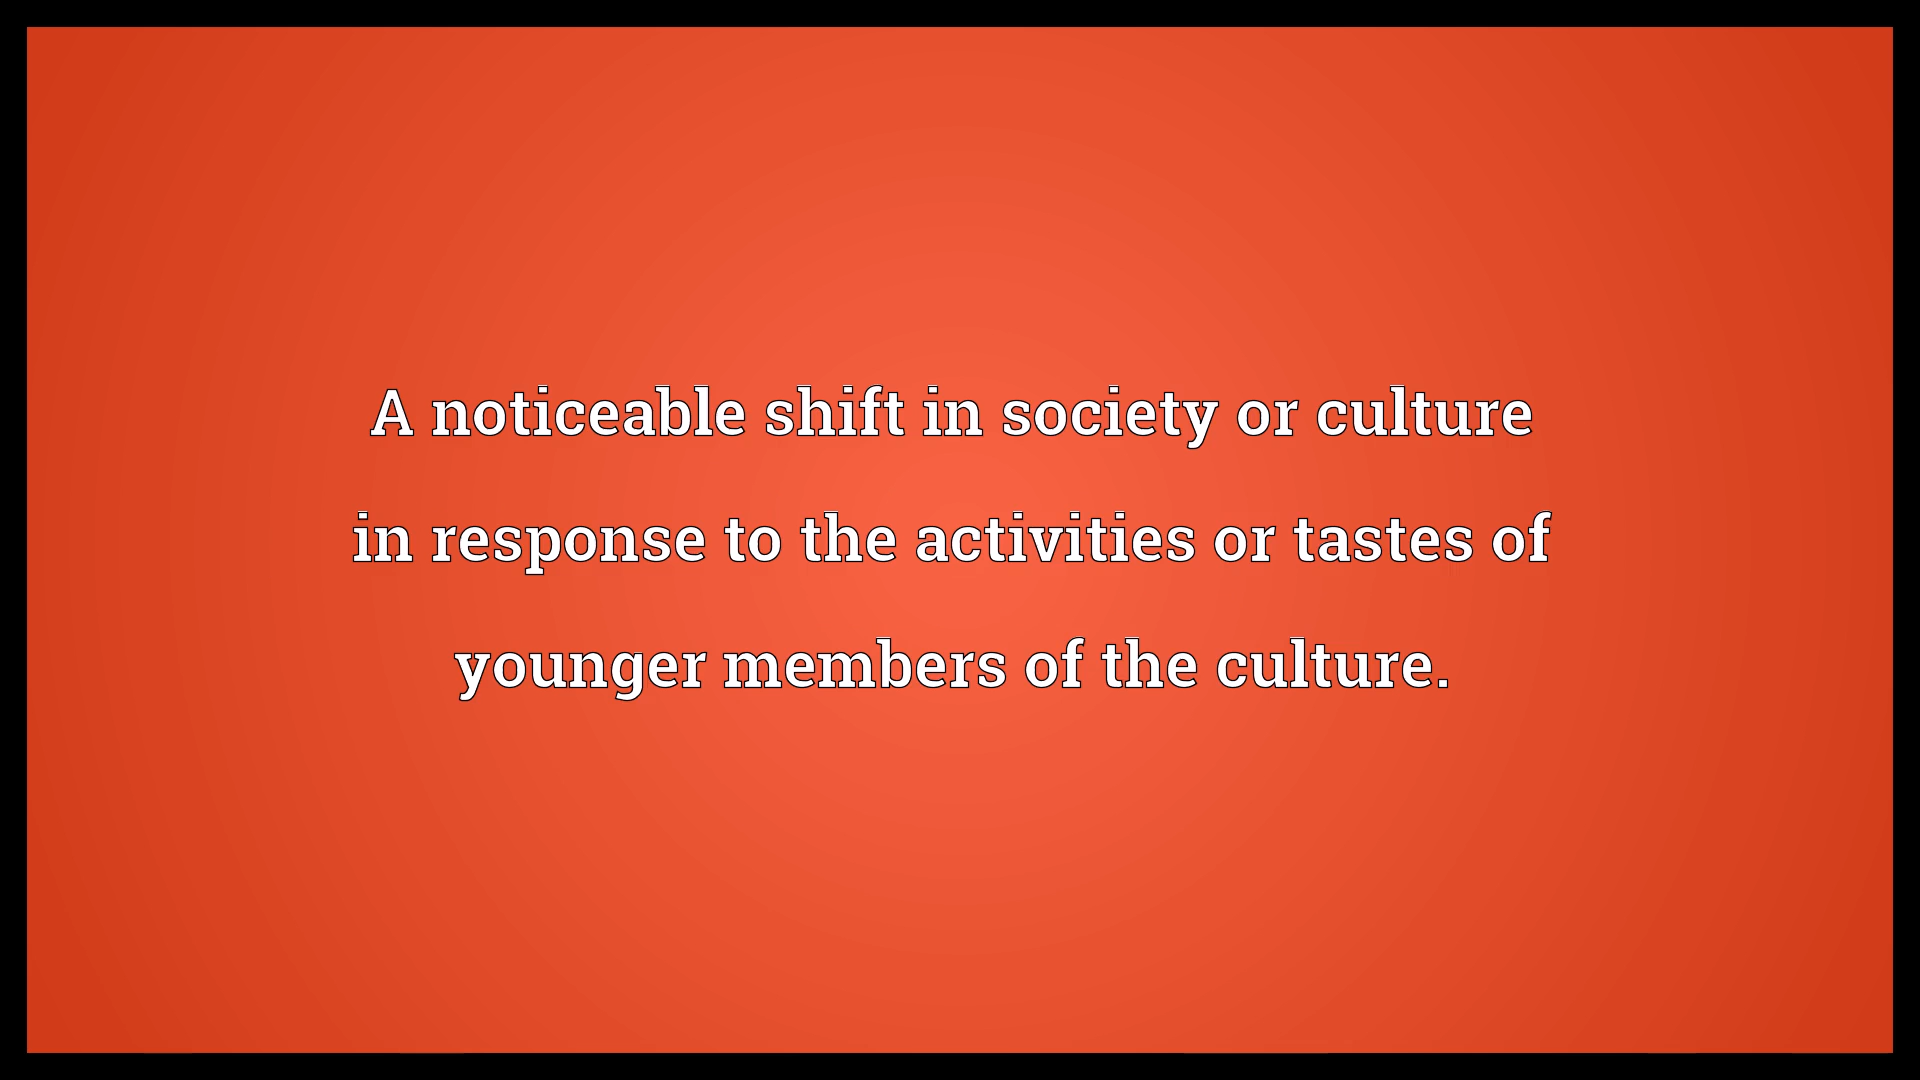 A noticeable shift in society or culture
in response to the activities or tastes of
younger members of the culture.